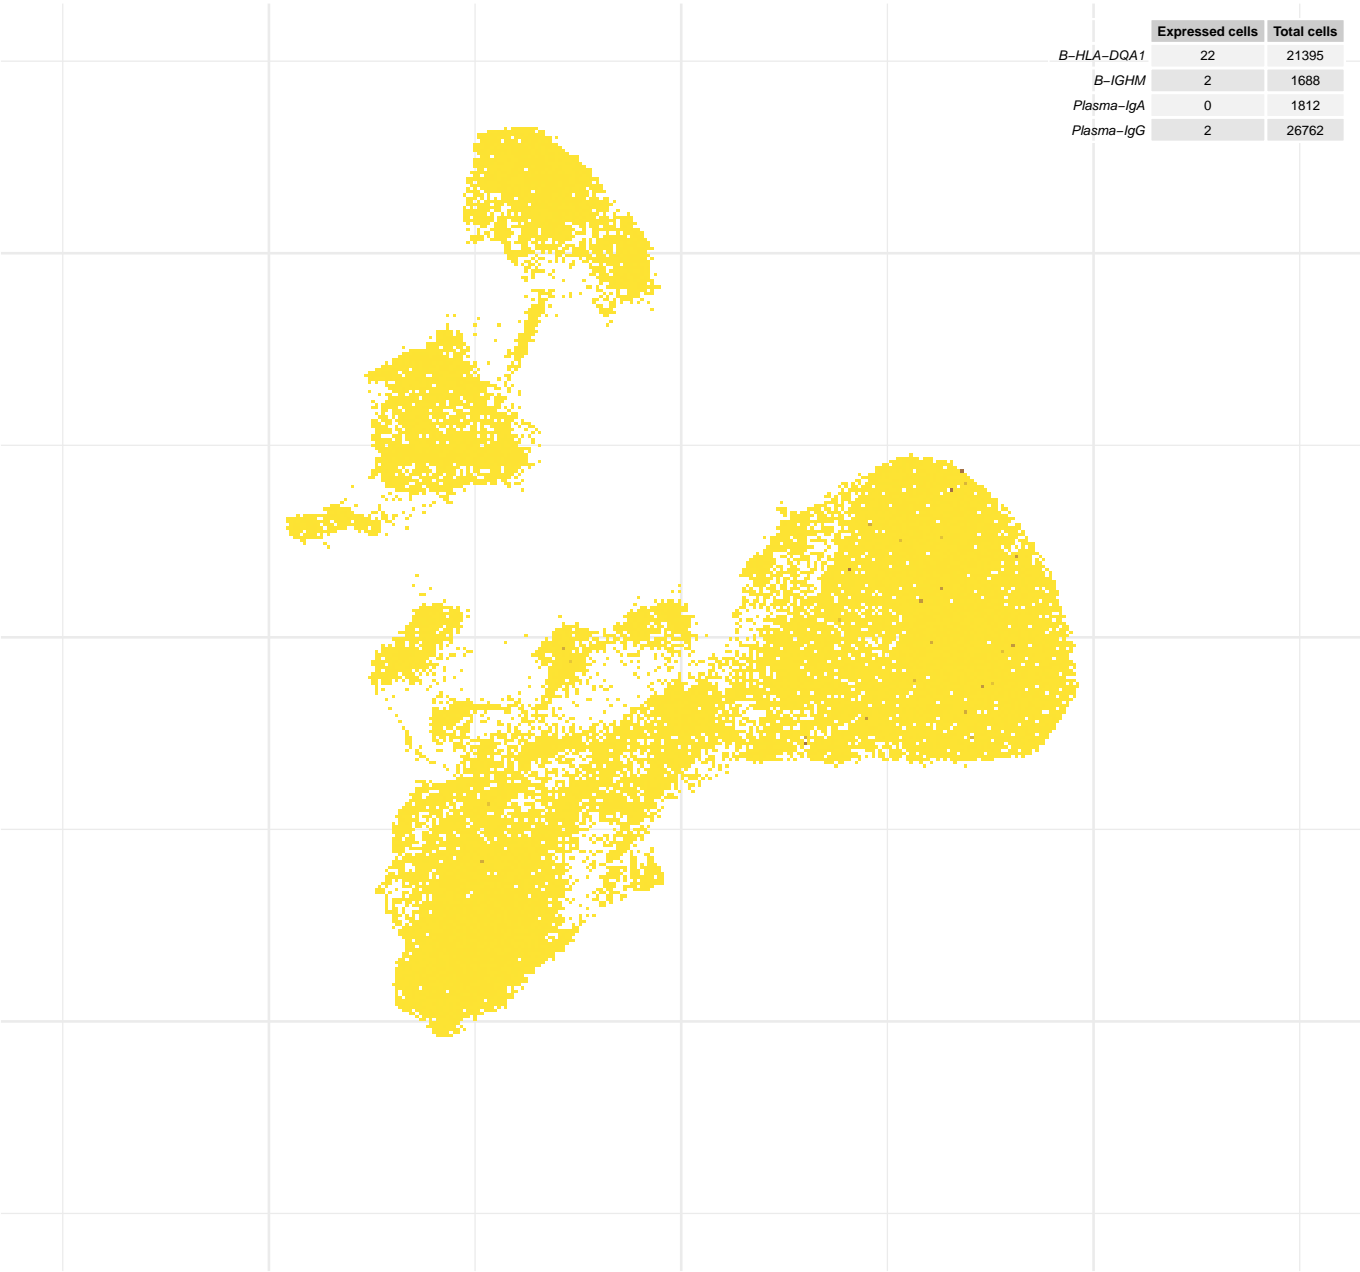 Expressed cells Total cells
B−HLA−DQA1 22 21395
B−IGHM 2 1688
Plasma−IgA 0 1812
Plasma−IgG 2 26762